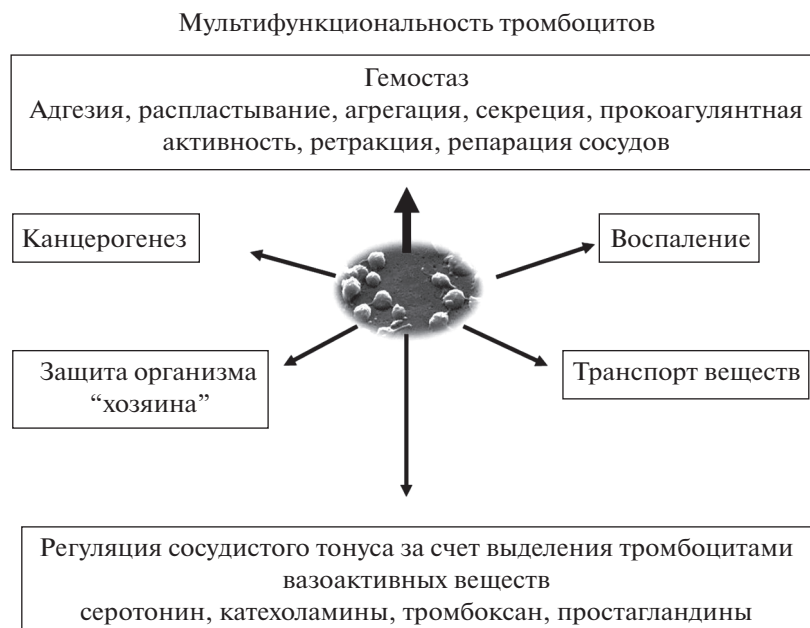 Мультифункциональность тромбоцитов
Гемостаз
Адгезия, распластывание, агрегация, секреция, прокоагулянтная
активность, ретракция, репарация сосудов
Канцерогенез
Воспаление
Защита организма
“хозяина”
Транспорт веществ
Регуляция сосудистого тонуса за счет выделения тромбоцитами
вазоактивных веществ
серотонин, катехоламины, тромбоксан, простагландины